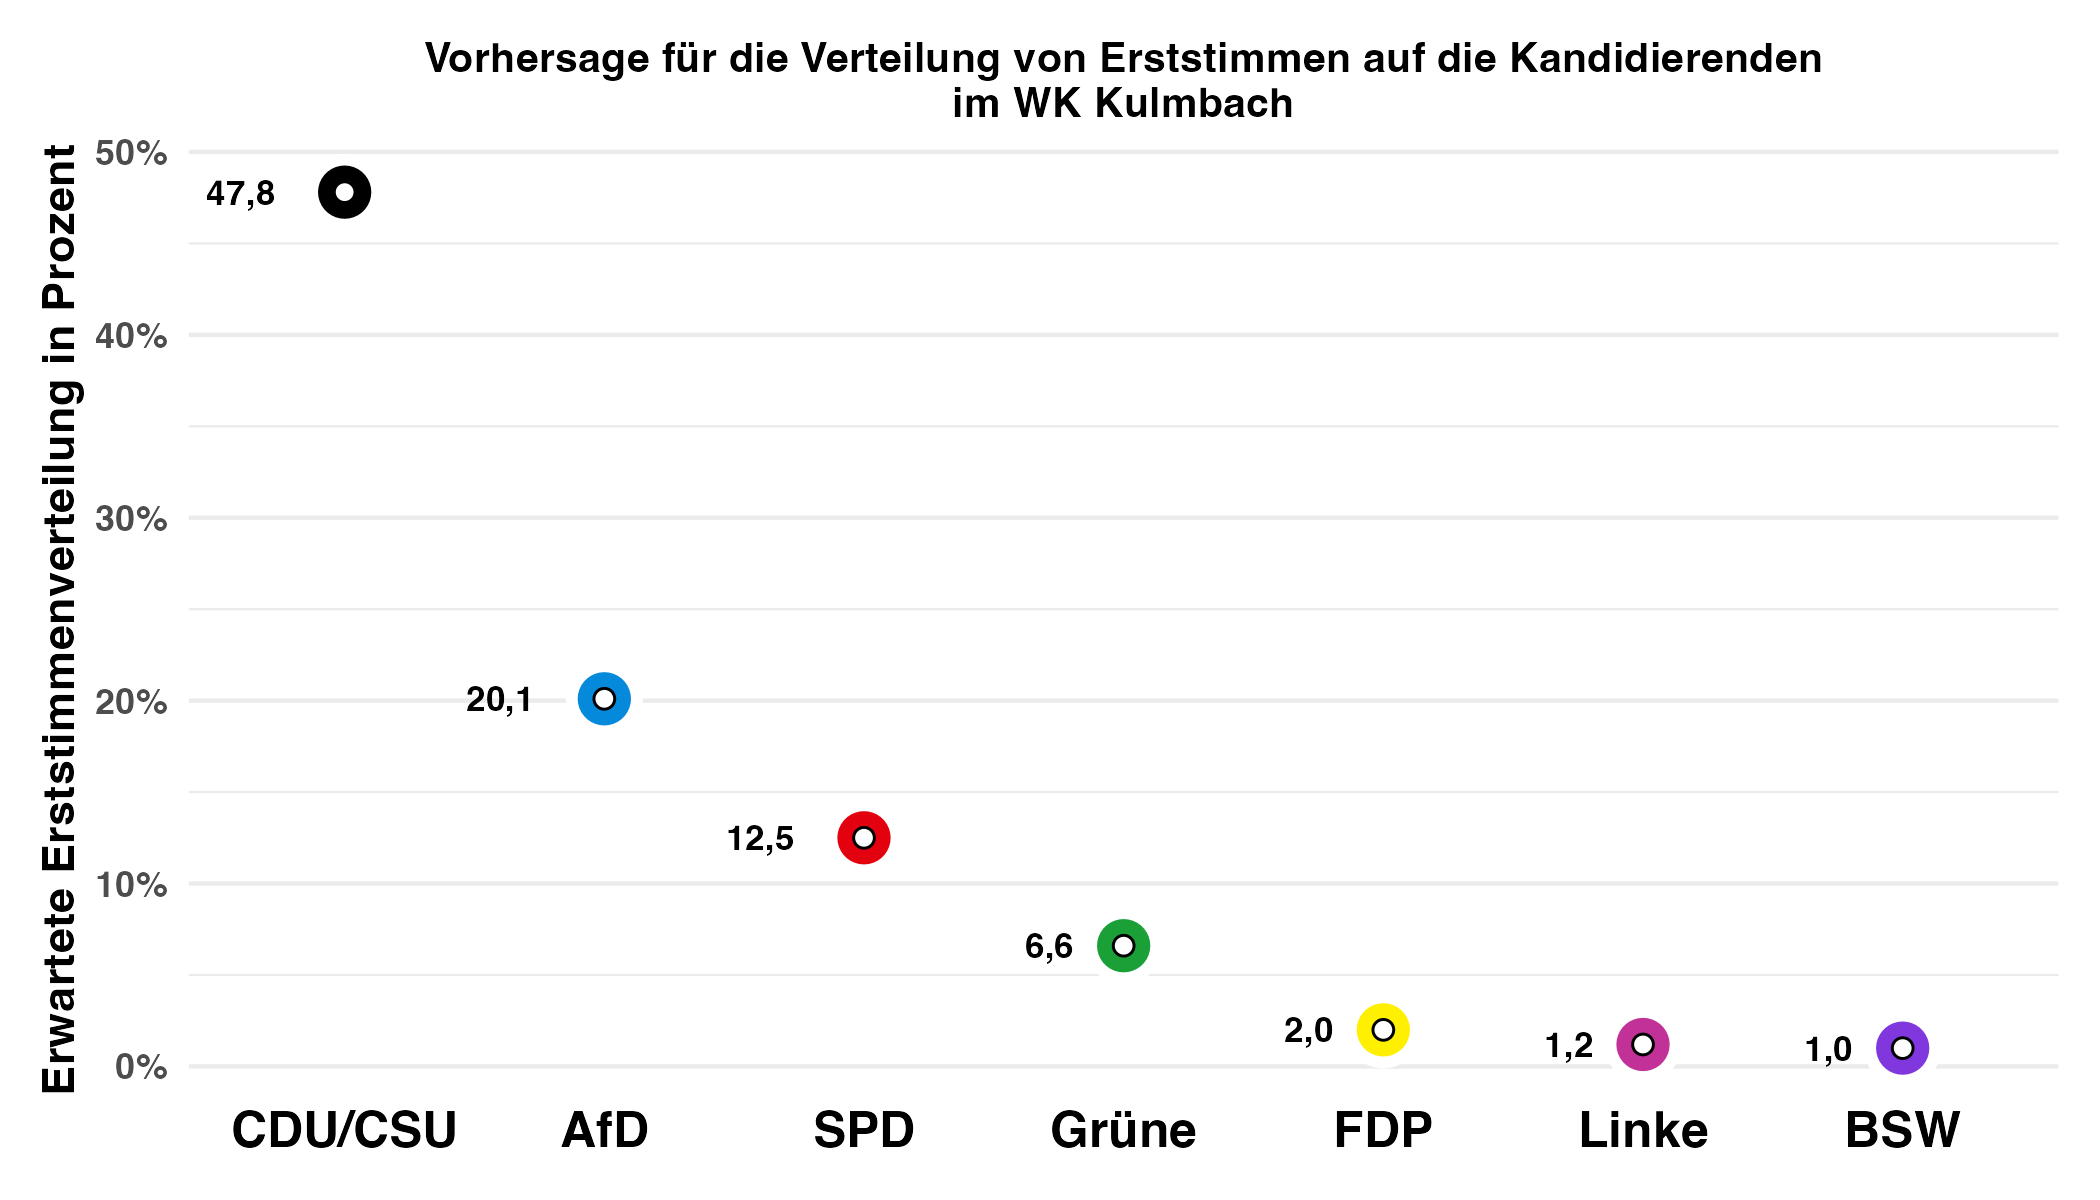 Vorhersage für die Verteilung von Erststimmen auf die Kandidierenden
im WK Kulmbach
Erwartete Erststimmenverteilung in Prozent
50%
40%
30%
20%
10%
0%
47,8
20,1
12,5
6,6
2,0
1,2
1,0
CDU/CSU
AfD
SPD
Grüne
FDP
Linke
BSW